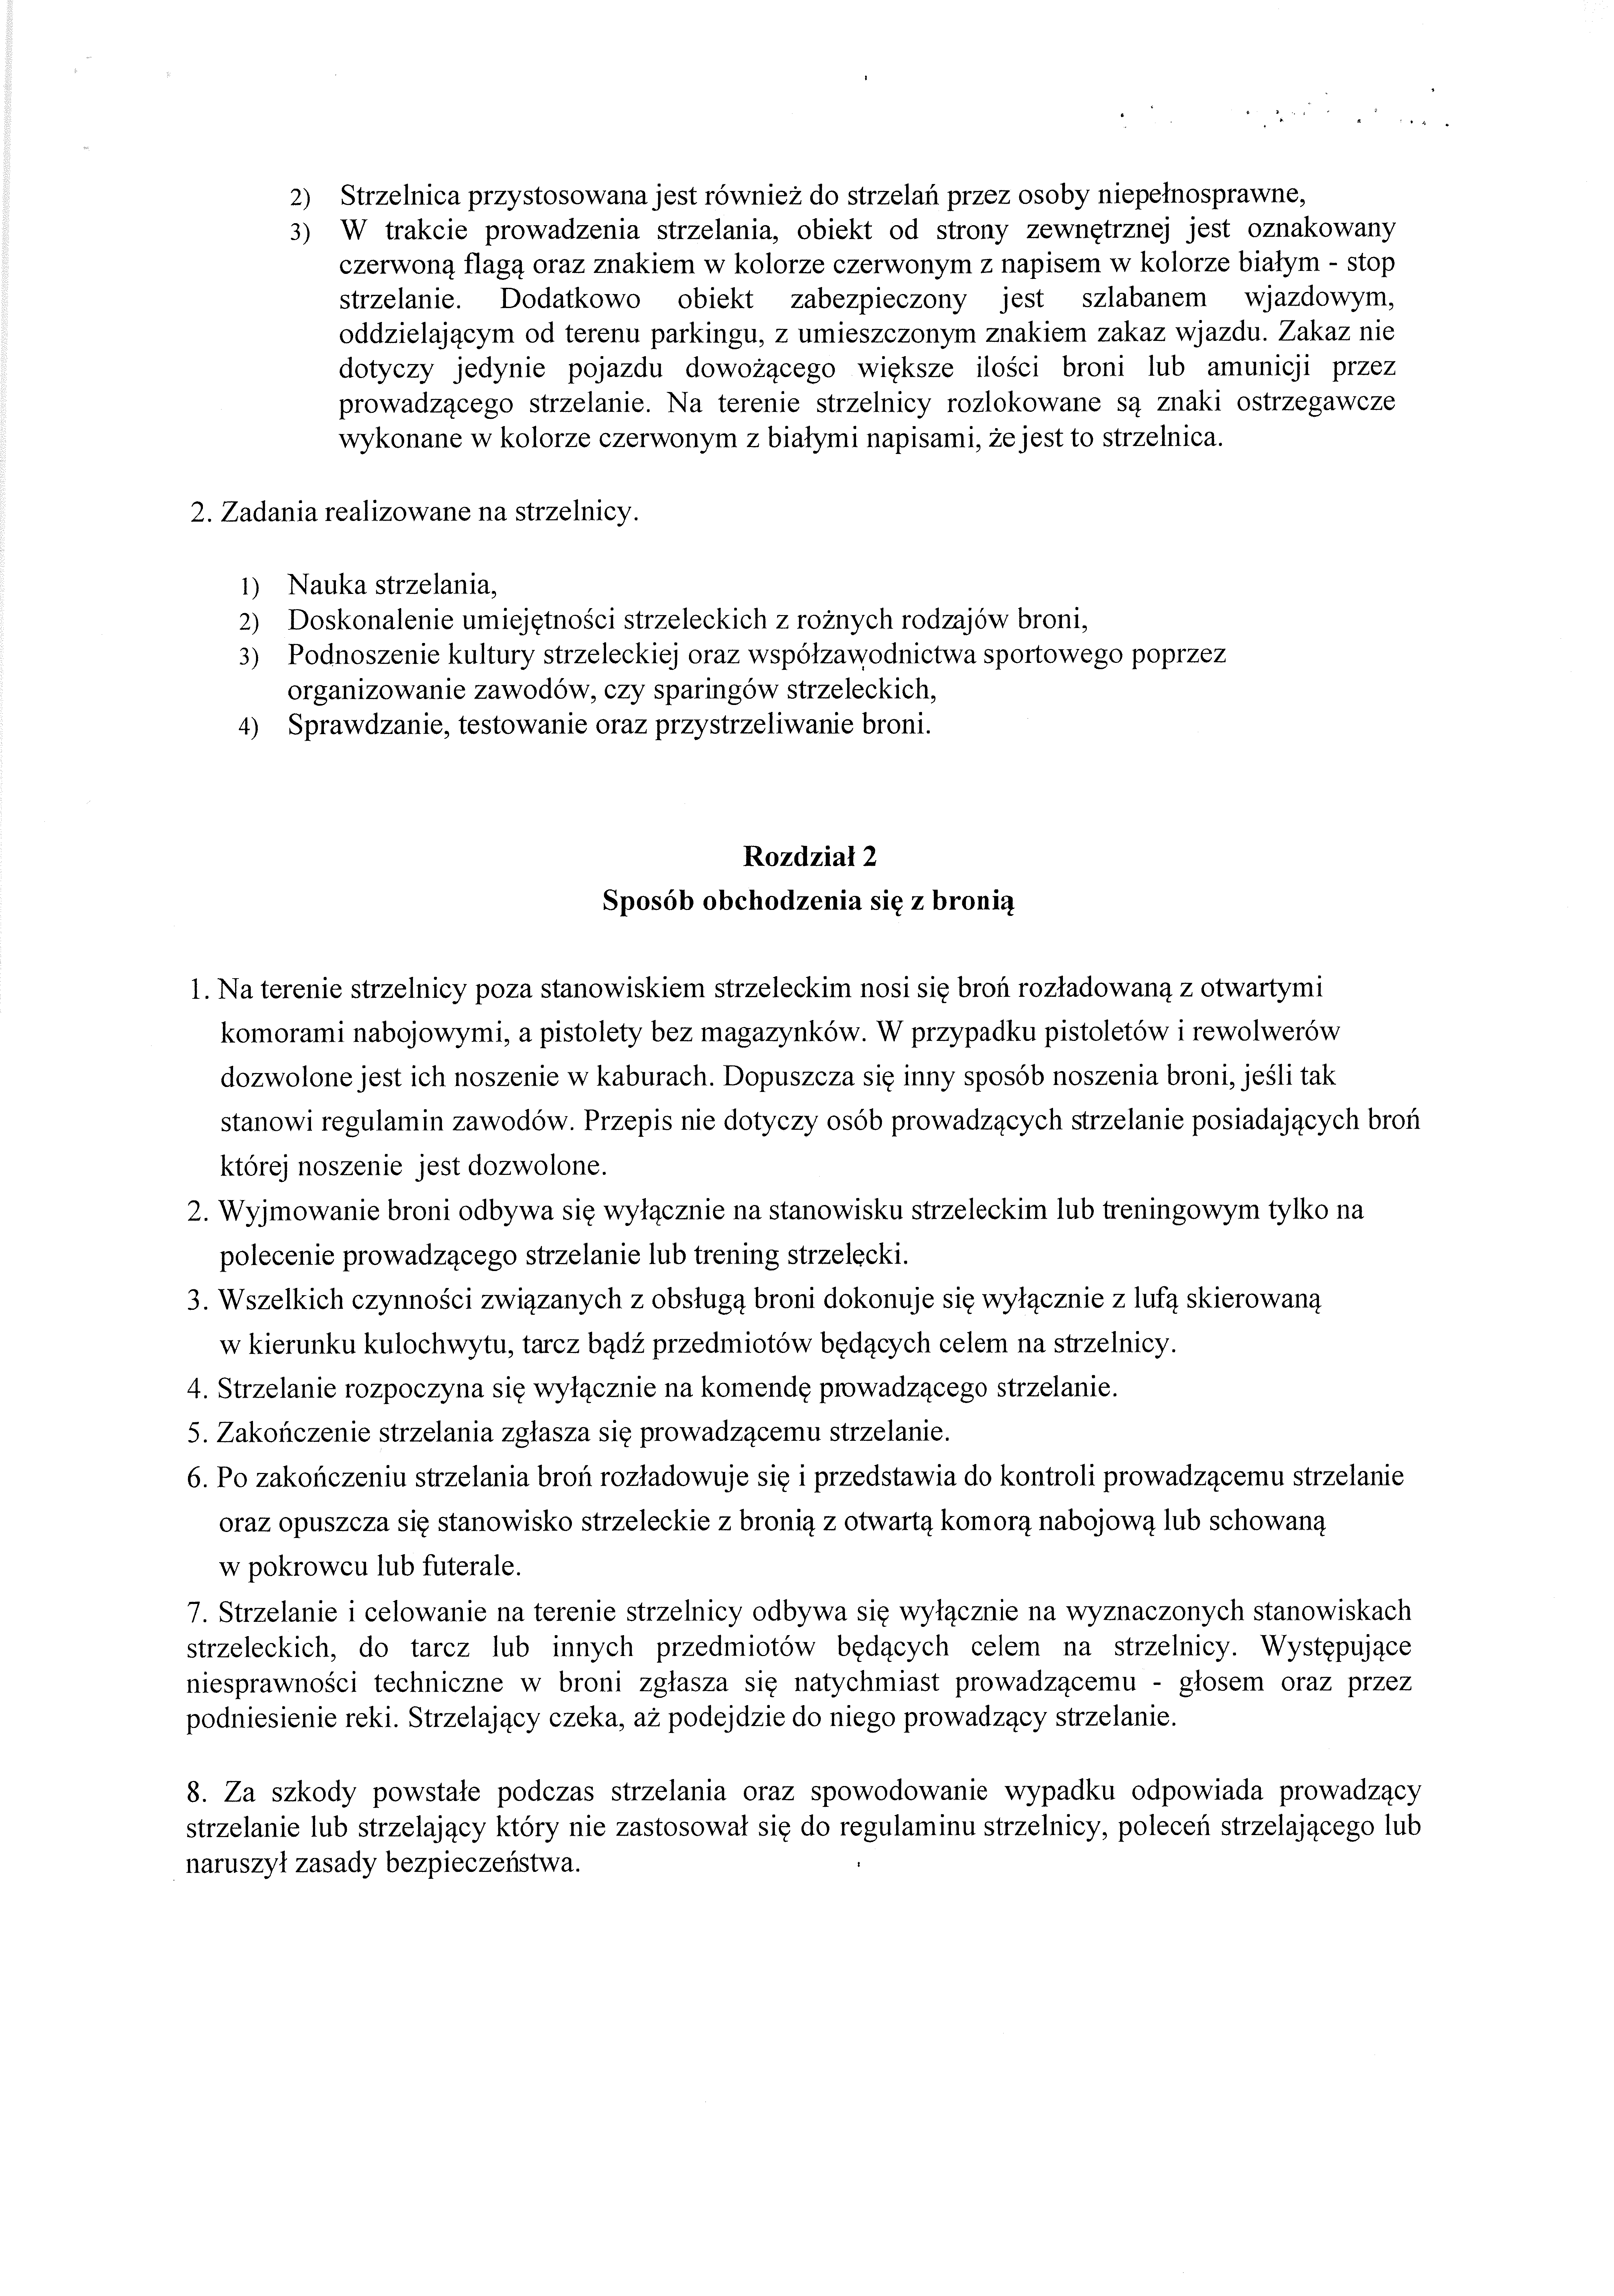 2) Strzelnica przystosowana jest również do strzelań przez osoby niepełnosprawne,
3) W trakcie prowadzenia strzelania, obiekt od strony zewnętrznej jest oznakowany
czerwoną flagą oraz znakiem w kolorze czerwonym z napisem w kolorze białym - stop
strzelanie. Dodatkowo obiekt zabezpieczony jest szlabanem wjazdowym,
oddzielającym od terenu parkingu, z umieszczonym znakiem zakaz wjazdu. Zakaz nie
dotyczy jedynie pojazdu dowożącego większe ilości broni lub amunicji przez
prowadzącego strzelanie. Na terenie strzelnicy rozlokowane są znaki ostrzegawcze
wykonane w kolorze czerwonym z białymi napisami, że jest to strzelnica.
2. Zadania realizowane na strzelnicy.
1) Nauka strzelania,
2) Doskonalenie umiejętności strzeleckich z rożnych rodzajów broni,
3) Podnoszenie kultury strzeleckiej oraz współzawodnictwa sportowego poprzez
organizowanie zawodów, czy sparingów strzeleckich,
4) Sprawdzanie, testowanie oraz przystrzeliwanie broni.
Rozdział 2
Sposób obchodzenia się z bronią
1. Na terenie strzelnicy poza stanowiskiem strzeleckim nosi się broń rozładowaną z otwartymi
komorami nabojowymi, a pistolety bez magazynków. W przypadku pistoletów i rewolwerów
dozwolone jest ich noszenie w kaburach. Dopuszcza się inny sposób noszenia broni, jeśli tak
stanowi regulamin zawodów. Przepis nie dotyczy osób prowadzących strzelanie posiadających broń
której noszenie jest dozwolone.
2. Wyjmowanie broni odbywa się wyłącznie na stanowisku strzeleckim lub treningowym tylko na
polecenie prowadzącego strzelanie lub trening strzelecki.
3. Wszelkich czynności związanych z obsługą broni dokonuje się wyłącznie z lufą skierowaną
w kierunku kulochwytu, tarcz bądź przedmiotów będących celem na strzelnicy.
4. Strzelanie rozpoczyna się wyłącznie na komendę prowadzącego strzelanie.
5. Zakończenie strzelania zgłasza się prowadzącemu strzelanie.
6. Po zakończeniu strzelania broń rozładowuje się i przedstawia do kontroli prowadzącemu strzelanie
oraz opuszcza się stanowisko strzeleckie z bronią z otwartą komorą nabojową lub schowaną
w pokrowcu lub futerale.
7. Strzelanie i celowanie na terenie strzelnicy odbywa się wyłącznie na wyznaczonych stanowiskach
strzeleckich, do tarcz lub innych przedmiotów będących celem na strzelnicy. Występujące
niesprawności techniczne w broni zgłasza się natychmiast prowadzącemu - głosem oraz przez
podniesienie reki. Strzelający czeka, aż podejdzie do niego prowadzący strzelanie.
8. Za szkody powstałe podczas strzelania oraz spowodowanie wypadku odpowiada prowadzący
strzelanie lub strzelający który nie zastosował się do regulaminu strzelnicy, poleceń strzelającego lub
naruszył zasady bezpieczeństwa.